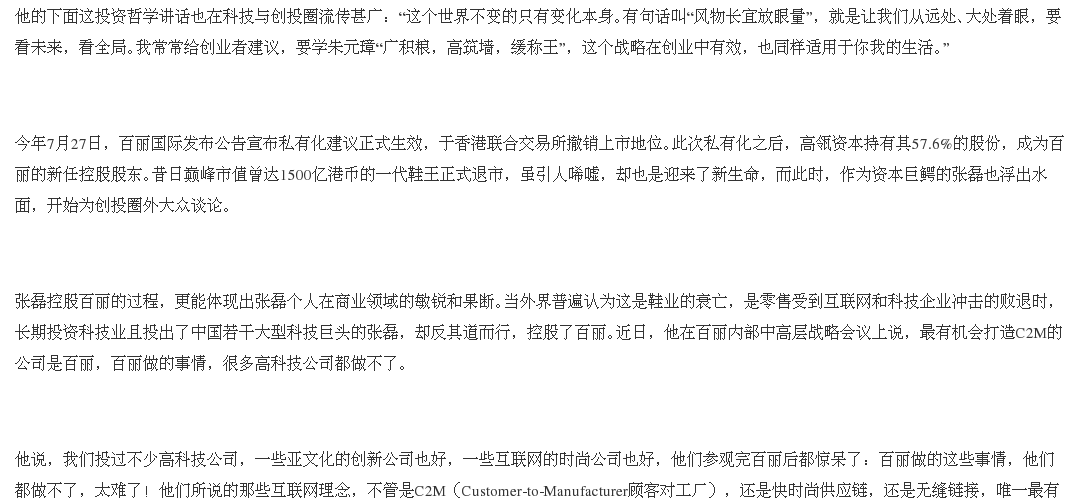 他的下面这投资哲学讲话也在科技与创投圈流传甚广：“这个世界不变的只有变化本身。有句话叫“风物长宜放眼量”，就是让我们从远处、大处着眼，要
看未来，看全局。我常常给创业者建议，要学朱元璋“广积粮，高筑墙，缓称王”，这个战略在创业中有效，也同样适用于你我的生活。”
今年7月27日，百丽国际发布公告宣布私有化建议正式生效，于香港联合交易所撤销上市地位。此次私有化之后，高瓴资本持有其57.6%的股份，成为百
丽的新任控股股东。昔日巅峰市值曾达1500亿港币的一代鞋王正式退市，虽引人唏嘘，却也是迎来了新生命，而此时，作为资本巨鳄的张磊也浮出水
面，开始为创投圈外大众谈论。
张磊控股百丽的过程，更能体现出张磊个人在商业领域的敏锐和果断。当外界普遍认为这是鞋业的衰亡，是零售受到互联网和科技企业冲击的败退时，
长期投资科技业且投出了中国若干大型科技巨头的张磊，却反其道而行，控股了百丽。近日，他在百丽内部中高层战略会议上说，最有机会打造C2M的
公司是百丽，百丽做的事情，很多高科技公司都做不了。
他说，我们投过不少高科技公司，一些亚文化的创新公司也好，一些互联网的时尚公司也好，他们参观完百丽后都惊呆了：百丽做的这些事情，他们
都做不了，太难了！他们所说的那些互联网理念，不管是C2M（Customer-to-Manufacturer顾客对工厂），还是快时尚供应链，还是无缝链接，唯一最有